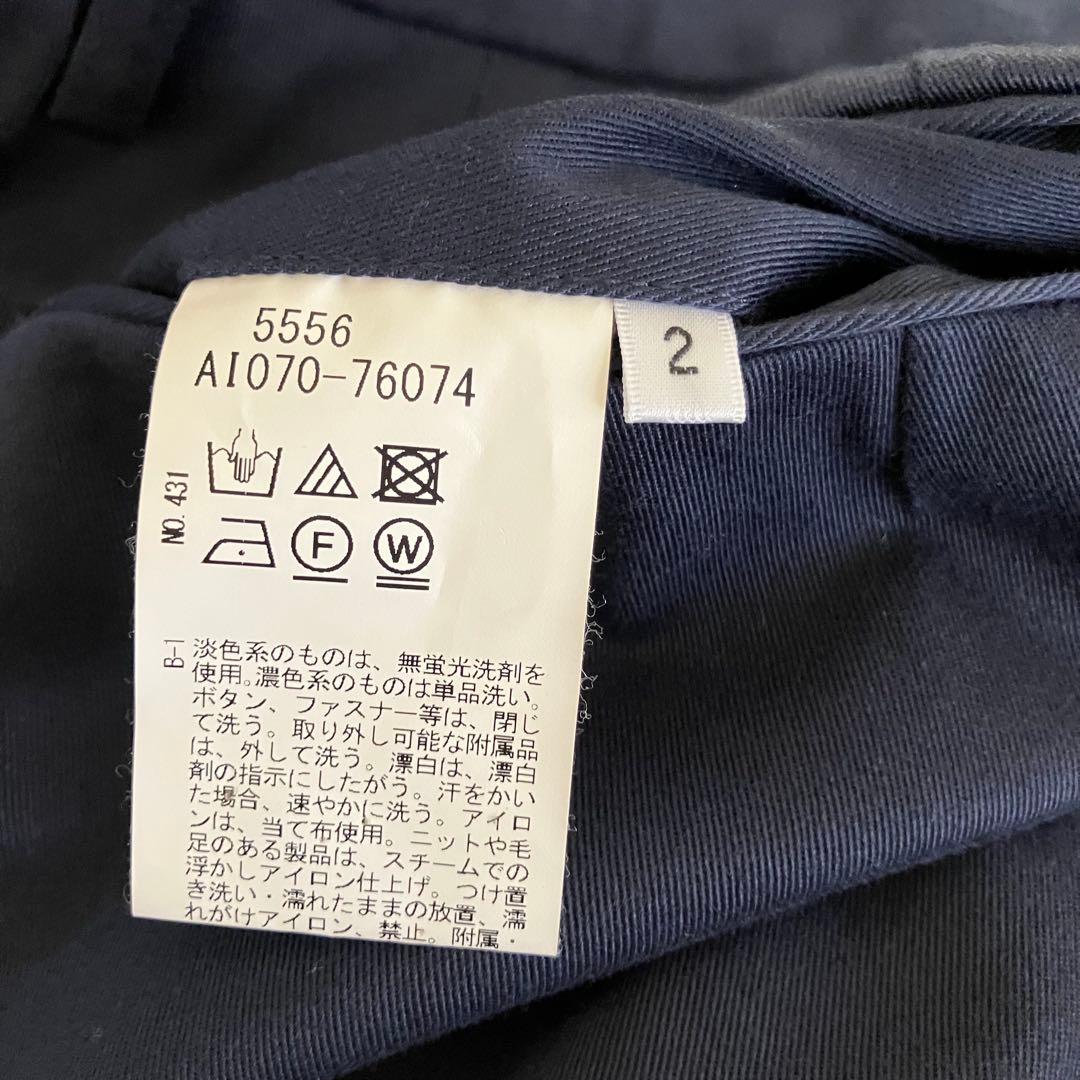 5556
AI070-76074
2
NO.431
F
W
B-1
淡色系のものは、無蛍光洗剤を
使用。濃色系のものは単品洗い。
ボタン、ファスナー等は、閉じ
て洗う。取り外し可能な附属品
は、外して洗う。漂白は、漂白
剤の指示にしたがう。汗をかい
た場合、速やかに洗う。アイロ
ンは、当て布使用。ニットや毛
足のある製品は、スチームでの
浮かしアイロン仕上げ。つけ置
き洗い・濡れたままの放置、濡
れがけアイロン、禁止。附属・